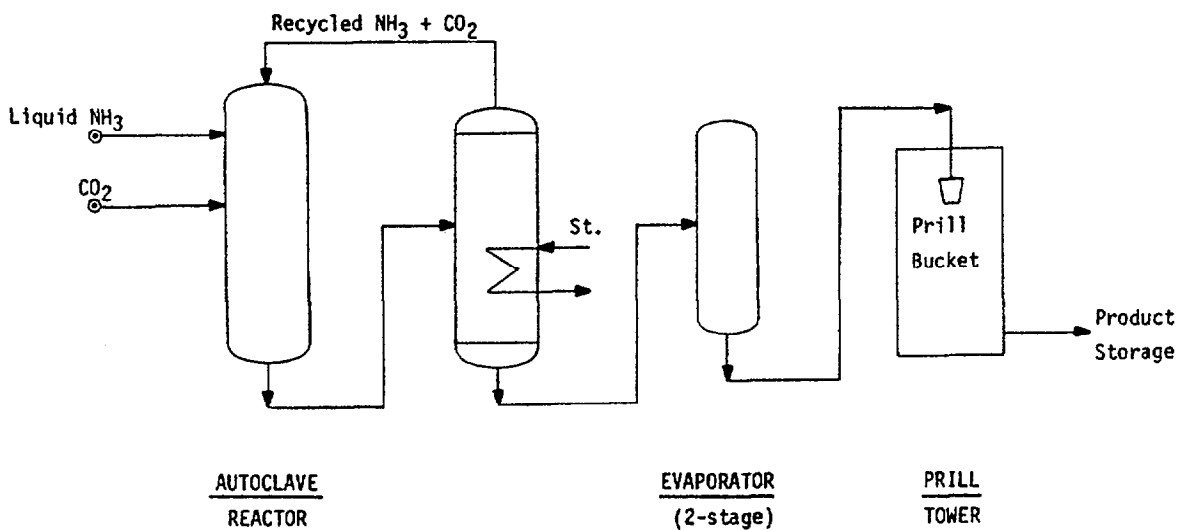 Recycled NH3 + CO2
Liquid NH3
CO2
St.
Prill
Bucket
Product
Storage
AUTOCLAVE
REACTOR
EVAPORATOR
(2-stage)
PRILL
TOWER